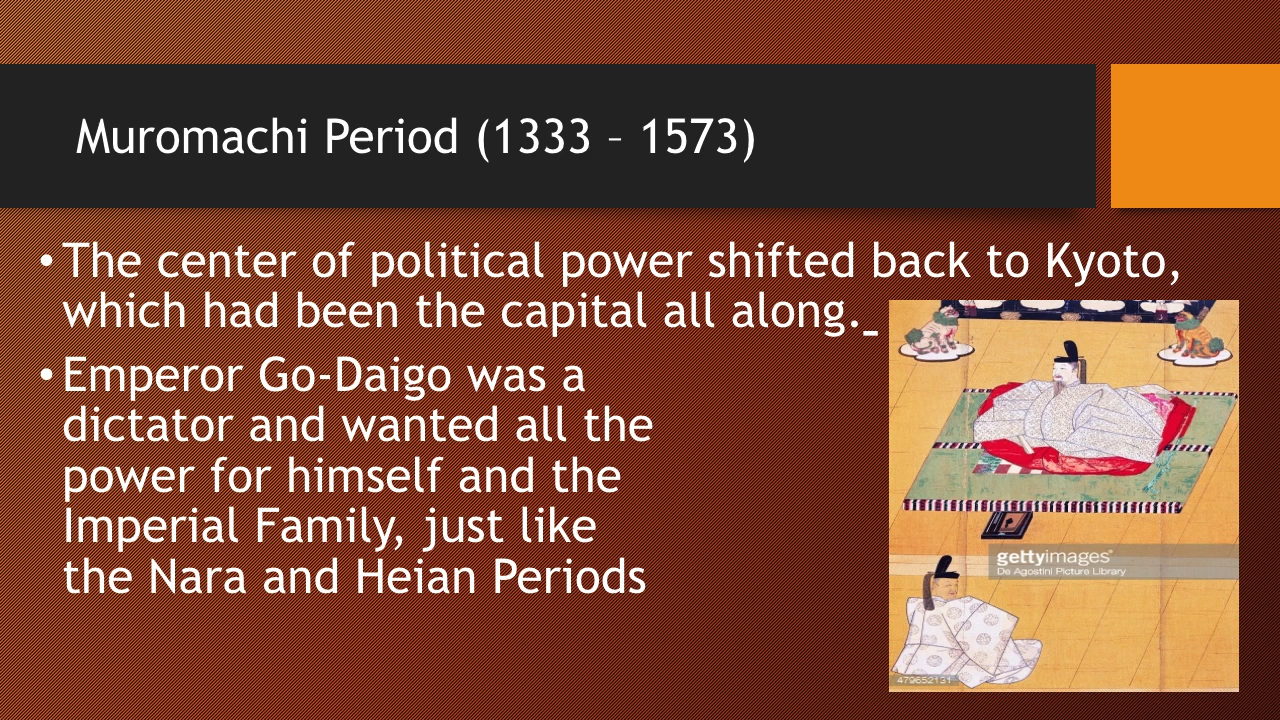 Muromachi Period (1333 – 1573)
• The center of political power shifted back to Kyoto,
which had been the capital all along.
• Emperor Go-Daigo was a
dictator and wanted all the
power for himself and the
Imperial Family, just like
the Nara and Heian Periods
gettyimages®
De Agostini Picture Library
479652131